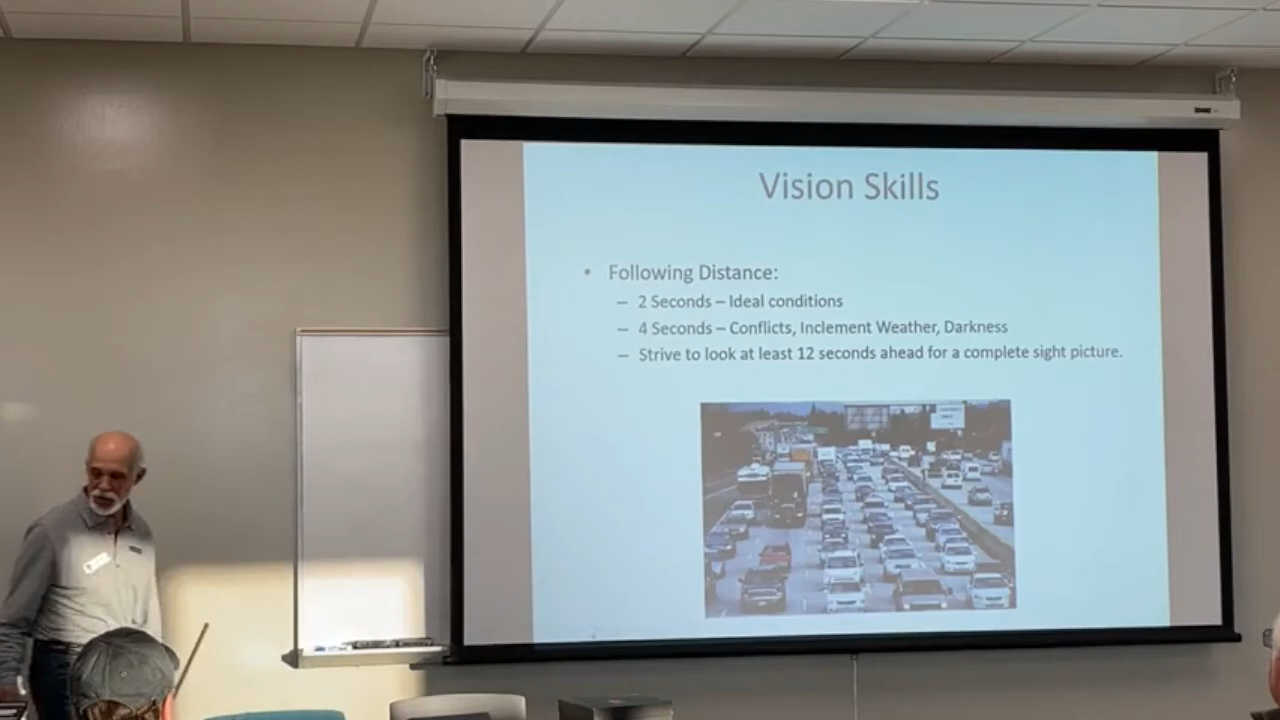 Vision Skills
• Following Distance:
– 2 Seconds – Ideal conditions
– 4 Seconds – Conflicts, Inclement Weather, Darkness
– Strive to look at least 12 seconds ahead for a complete sight picture.